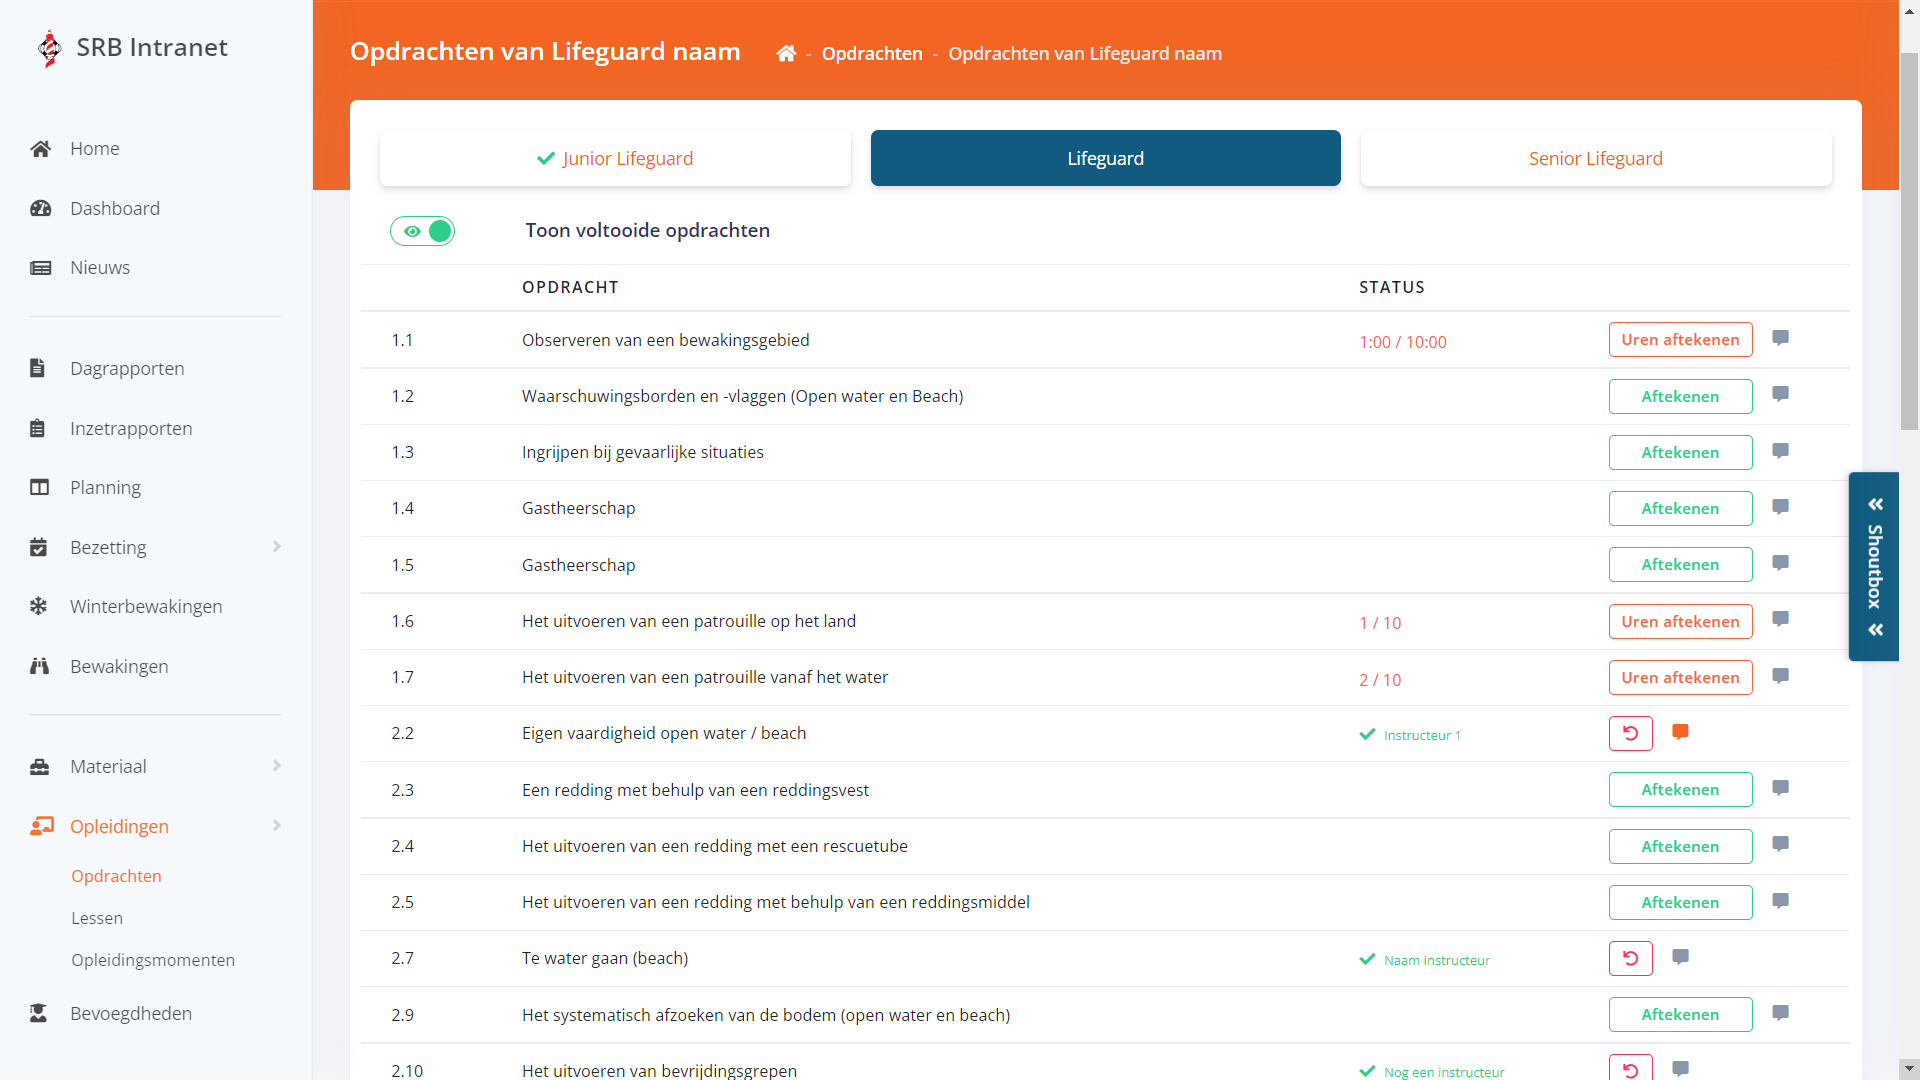 SRB Intranet
Home
Dashboard
Nieuws
Dagrapporten
Inzetrapporten
Planning
Bezetting
Winterbewakingen
Bewakingen
Materiaal
Opleidingen
Opdrachten
Lessen
Opleidingsmomenten
Bevoegdheden
Opdrachten van Lifeguard naam - Opdrachten - Opdrachten van Lifeguard naam
Junior Lifeguard Lifeguard Senior Lifeguard
Toon voltooide opdrachten
OPDRACHT STATUS
1.1 Observeren van een bewakingsgebied 1:00 / 10:00 Uren aftekenen
1.2 Waarschuwingsborden en -vlaggen (Open water en Beach) Aftekenen
1.3 Ingrijpen bij gevaarlijke situaties Aftekenen
1.4 Gastheerschap Aftekenen
1.5 Gastheerschap Aftekenen
1.6 Het uitvoeren van een patrouille op het land 1 / 10 Uren aftekenen
1.7 Het uitvoeren van een patrouille vanaf het water 2 / 10 Uren aftekenen
2.2 Eigen vaardigheid open water / beach Instructeur 1
2.3 Een redding met behulp van een reddingsvest Aftekenen
2.4 Het uitvoeren van een redding met een rescuetube Aftekenen
2.5 Het uitvoeren van een redding met behulp van een reddingsmiddel Aftekenen
2.7 Te water gaan (beach) Naam instructeur
2.9 Het systematisch afzoeken van de bodem (open water en beach) Aftekenen
2.10 Het uitvoeren van bevrijdingsgrepen Nog een instructeur
Shoutbox